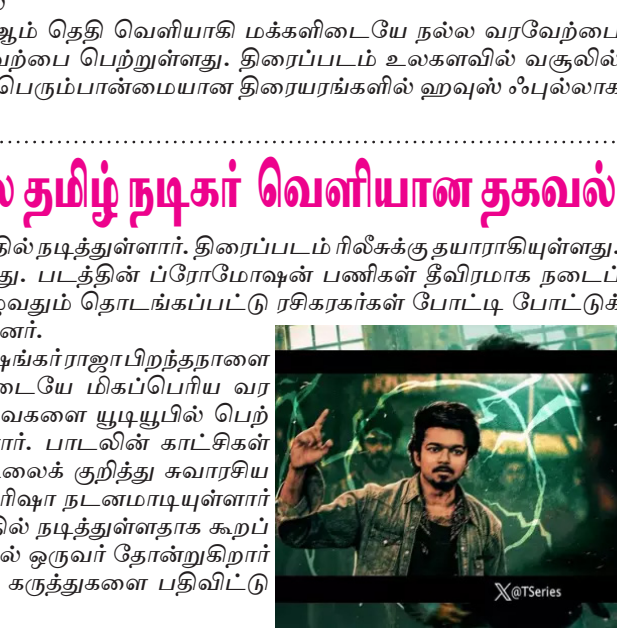 ஆம் தெதி வெளியாகி மக்களிடையே நல்ல வரவேற்பை
வற்பை பெற்றுள்ளது. திரைப்படம் உலகளவில் வசூலில்
பெரும்பான்மையான திரையரங்களில் ஹவுஸ் ஃபுல்லாக
தமிழ் நடிகர் வெளியான தகவல்
தில் நடித்துள்ளார். திரைப்படம் ரிலீசுக்கு தயாராகியுள்ளது.
து. படத்தின் ப்ரோமோஷன் பணிகள் தீவிரமாக நடைப்
வதும் தொடங்கப்பட்டு ரசிகரகர்கள் போட்டி போட்டுக்
னர்.
ஷங்கர்ராஜாபிறந்தநாளை
டையே மிகப்பெரிய வர
வைகளை யூடியூபில் பெற்
ார். பாடலின் காட்சிகள்
டலைக் குறித்து சுவாரசிய
ரிஷா நடனமாடியுள்ளார்
தில் நடித்துள்ளதாக கூறப்
ல் ஒருவர் தோன்றுகிறார்
கருத்துகளை பதிவிட்டு
X@TSeries